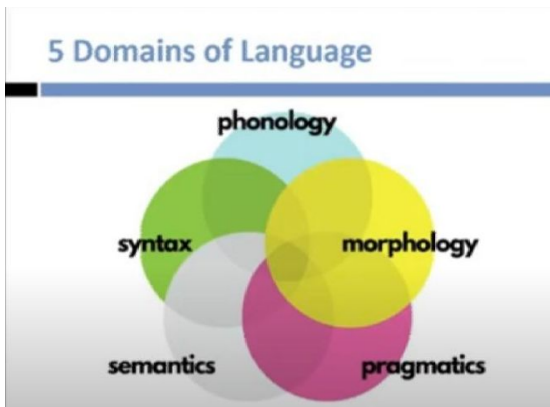 5 Domains of Language
phonology
syntax
morphology
semantics
pragmatics